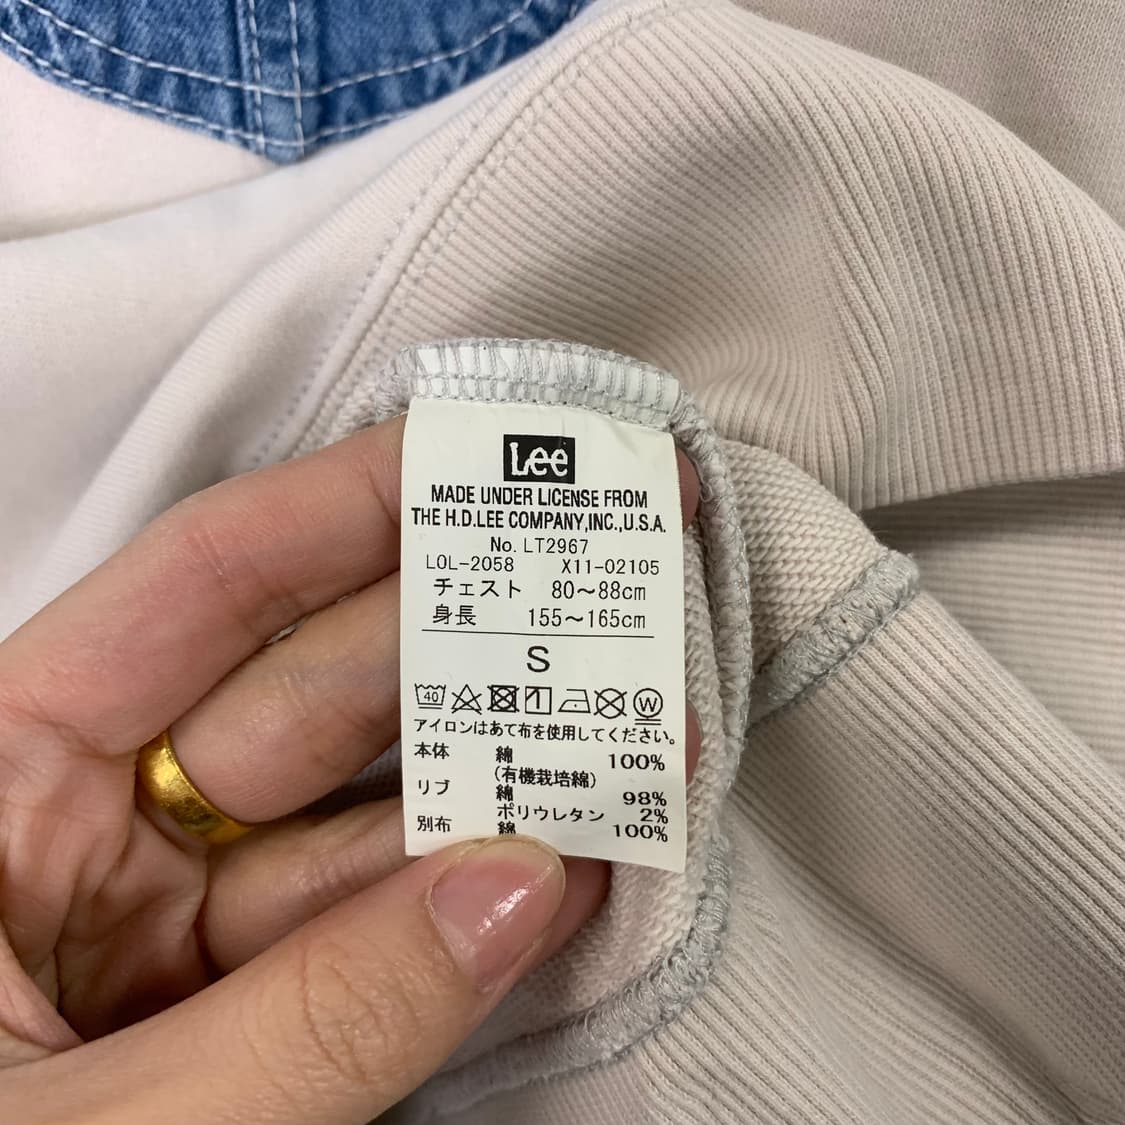 Lee
MADE UNDER LICENSE FROM
THE H.D.LEE COMPANY,INC.,U.S.A.
No. LT2967
LOL-2058 X11-02105
チェスト 80～88cm
身長 155～165cm
S
40 W
アイロンはあて布を使用してください。
本体 綿 100%
(有機栽培綿)
リブ 綿 98%
ポリウレタン 2%
別布 綿 100%